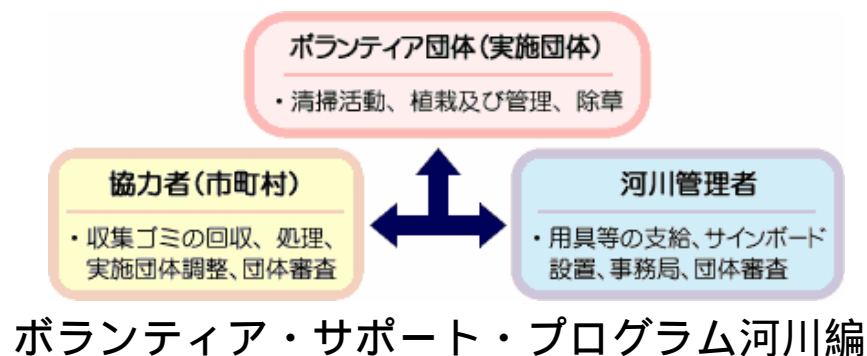 ボランティア団体(実施団体)
・清掃活動、植栽及び管理、除草
協力者(市町村)
・収集ゴミの回収、処理、
実施団体調整、団体審査
河川管理者
・用具等の支給、サインボード
設置、事務局、団体審査
ボランティア・サポート・プログラム河川編